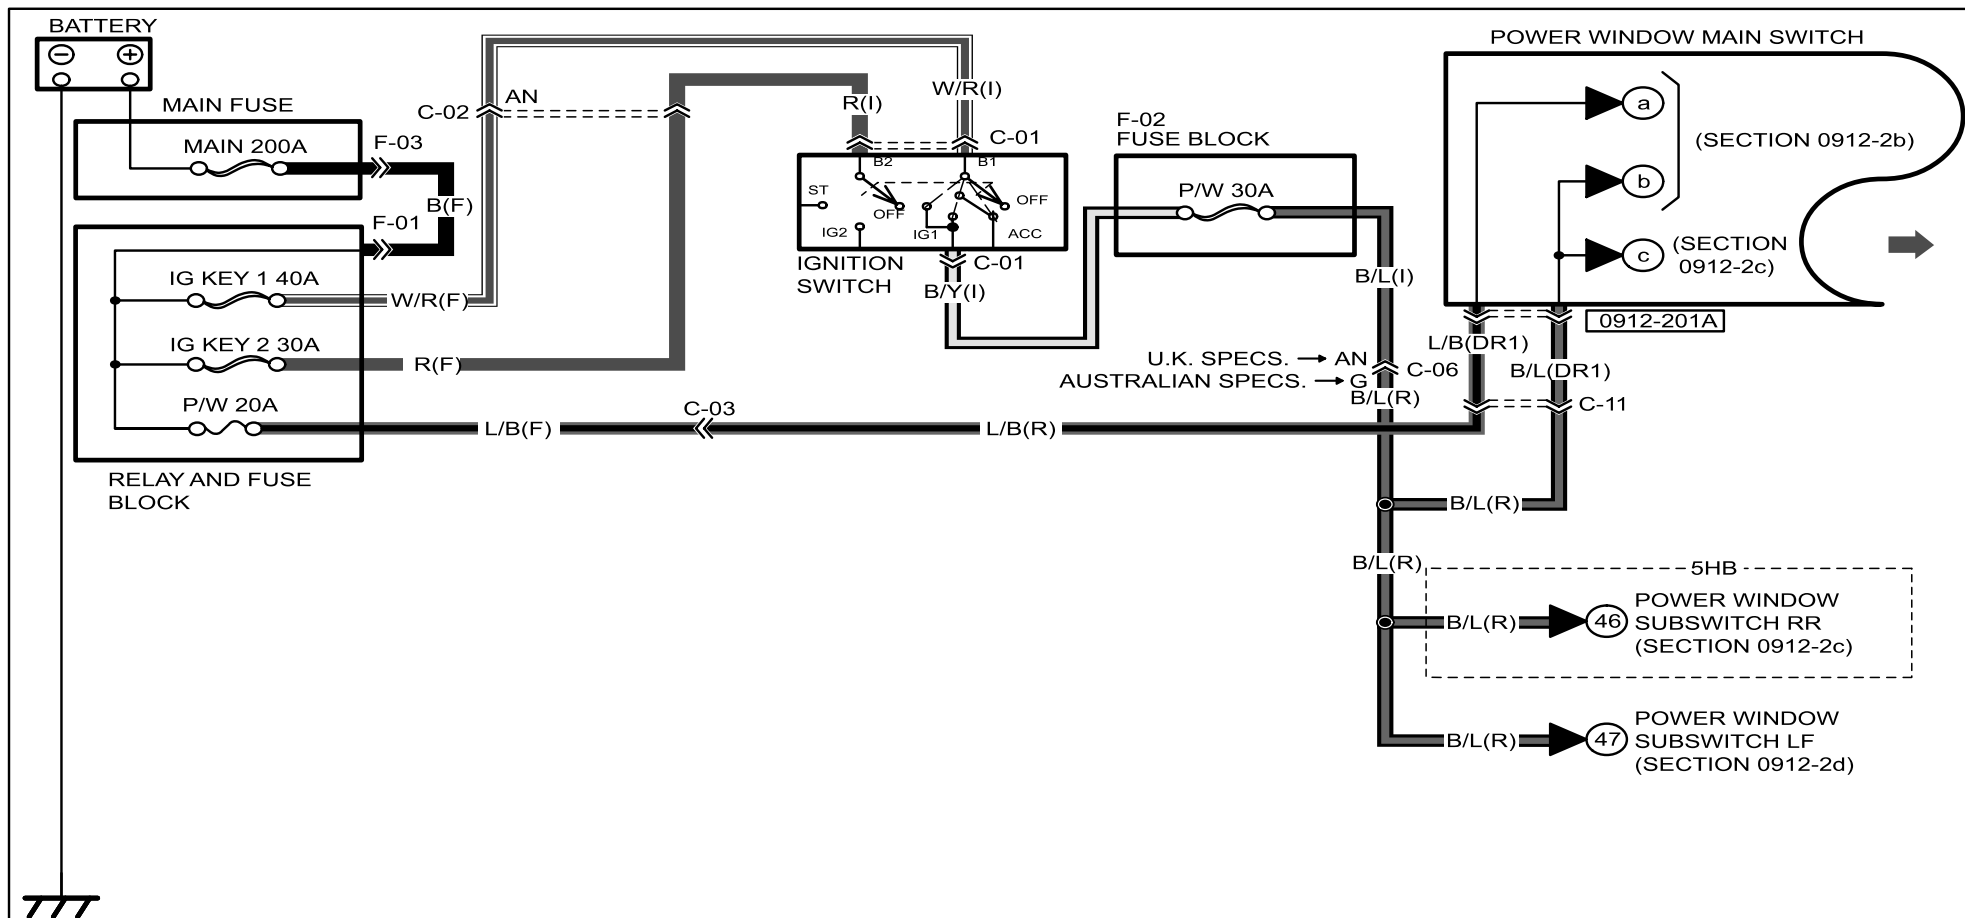 BATTERY
MAIN FUSE
MAIN 200A
F-03
B(F)
F-01
IG KEY 1 40A
W/R(F)
IG KEY 2 30A
R(F)
P/W 20A
L/B(F)
C-03
L/B(R)
RELAY AND FUSE
BLOCK
C-02
AN
R(I)
W/R(I)
C-01
B2
B1
ST
OFF
OFF
IG2
IG1
ACC
IGNITION
SWITCH
C-01
B/Y(I)
F-02
FUSE BLOCK
P/W 30A
B/L(I)
U.K. SPECS.
AN
AUSTRALIAN SPECS.
G
C-06
B/L(R)
POWER WINDOW MAIN SWITCH
a
b
(SECTION 0912-2b)
c
(SECTION
0912-2c)
0912-201A
L/B(DR1)
B/L(DR1)
C-11
B/L(R)
B/L(R)
5HB
B/L(R)
46
POWER WINDOW
SUBSWITCH RR
(SECTION 0912-2c)
B/L(R)
47
POWER WINDOW
SUBSWITCH LF
(SECTION 0912-2d)